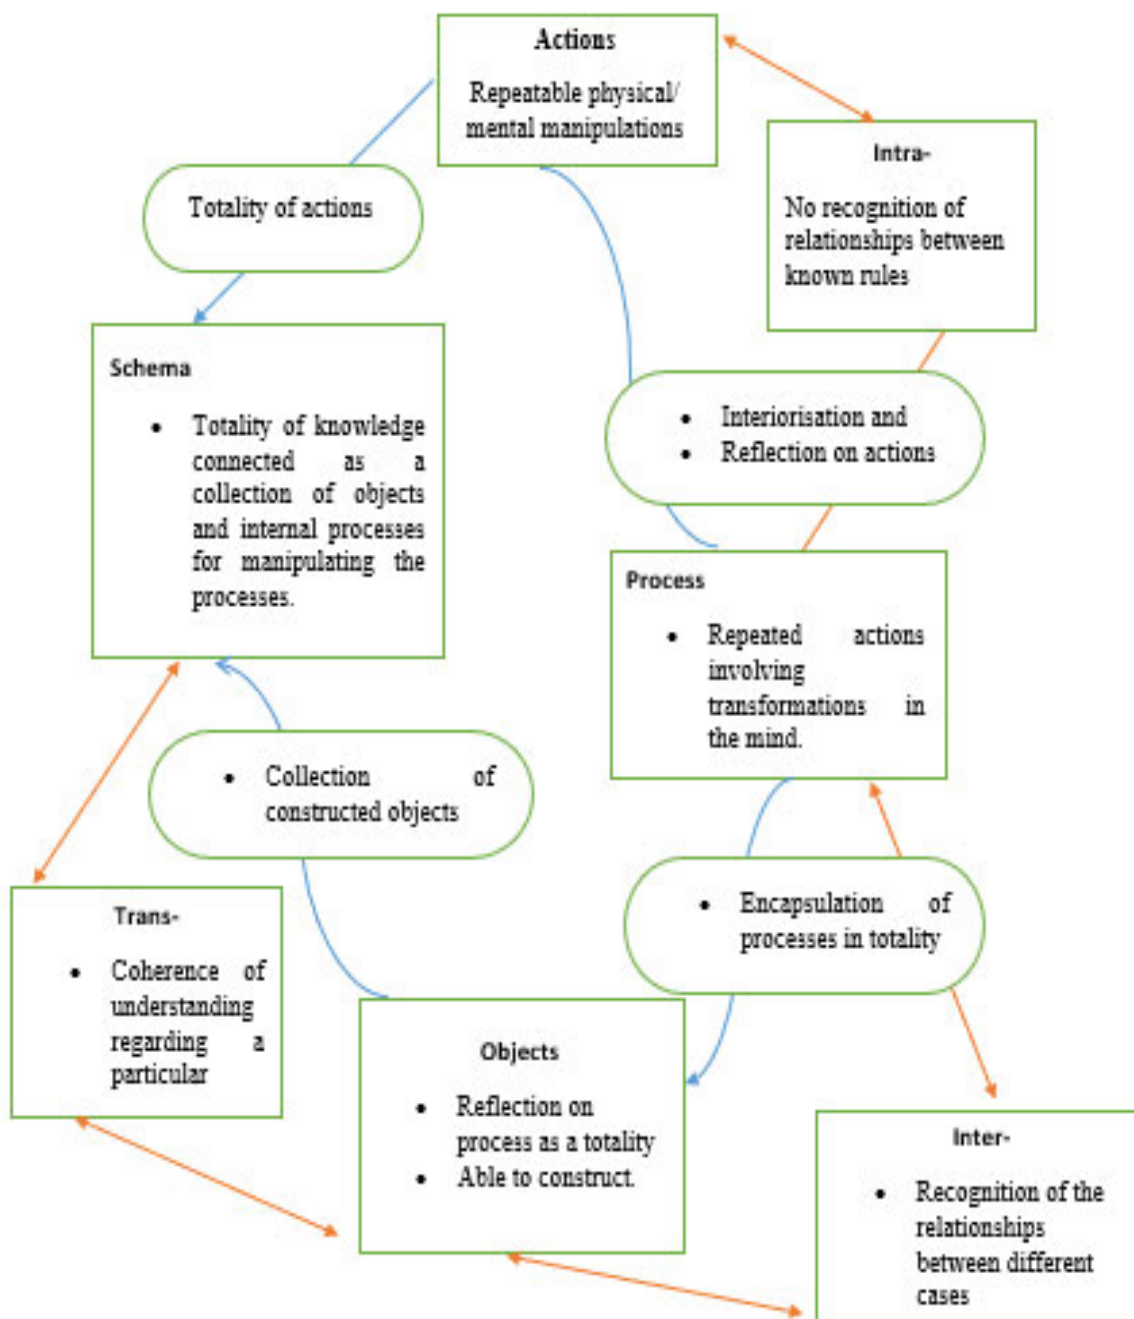 Actions
Repeatable physical/
mental manipulations
Intra-
No recognition of
relationships between
known rules
Totality of actions
Schema
• Totality of knowledge
connected as a
collection of objects
and internal processes
for manipulating the
processes.
• Interiorisation and
• Reflection on actions
Process
• Repeated actions
involving
transformations in
the mind.
• Collection of
constructed objects
• Encapsulation of
processes in totality
Trans-
• Coherence of
understanding
regarding a
particular
Objects
• Reflection on
process as a totality
• Able to construct.
Inter-
• Recognition of the
relationships
between different
cases